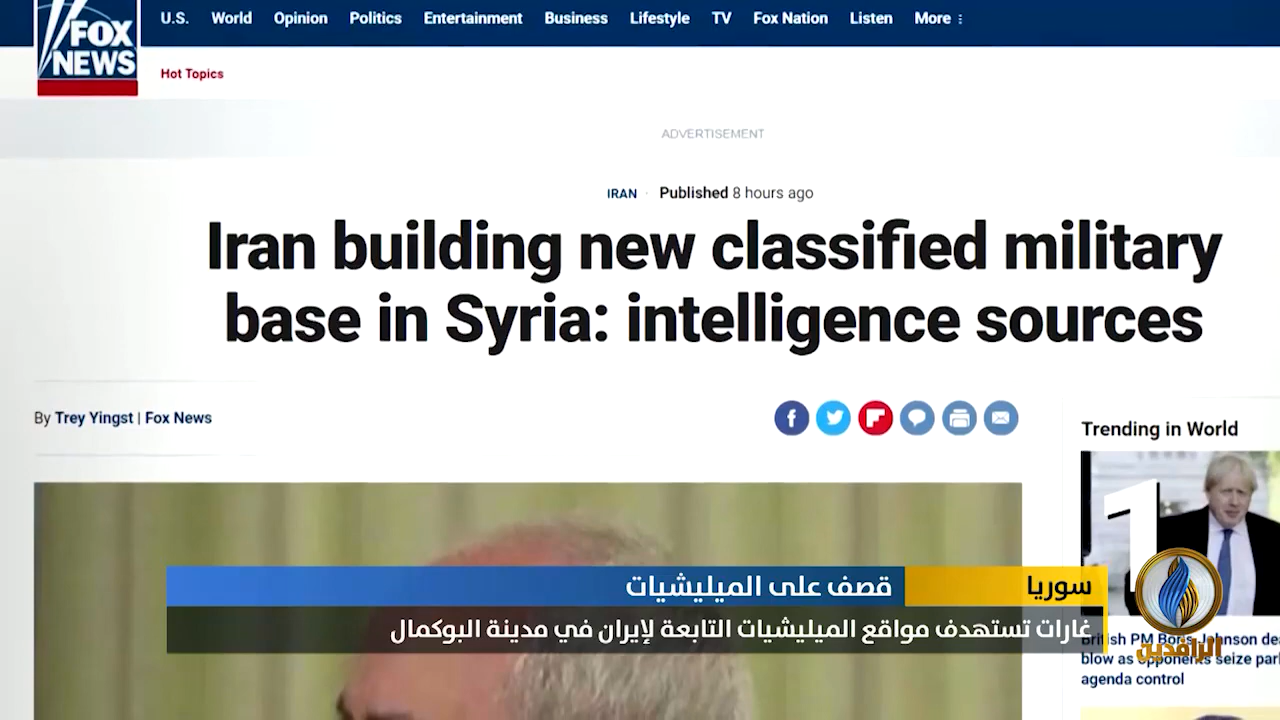 U.S. World Opinion Politics Entertainment Business Lifestyle TV Fox Nation Listen More
FOX
NEWS
Hot Topics
ADVERTISEMENT
IRAN · Published 8 hours ago
Iran building new classified military
base in Syria: intelligence sources
By Trey Yingst | Fox News
Trending in World
1
سوريا
قصف على الميليشيات
غارات تستهدف مواقع الميليشيات التابعة لإيران في مدينة البوكمال
الرافدين
British PM Boris Johnson
blow as opponents seize
agenda control